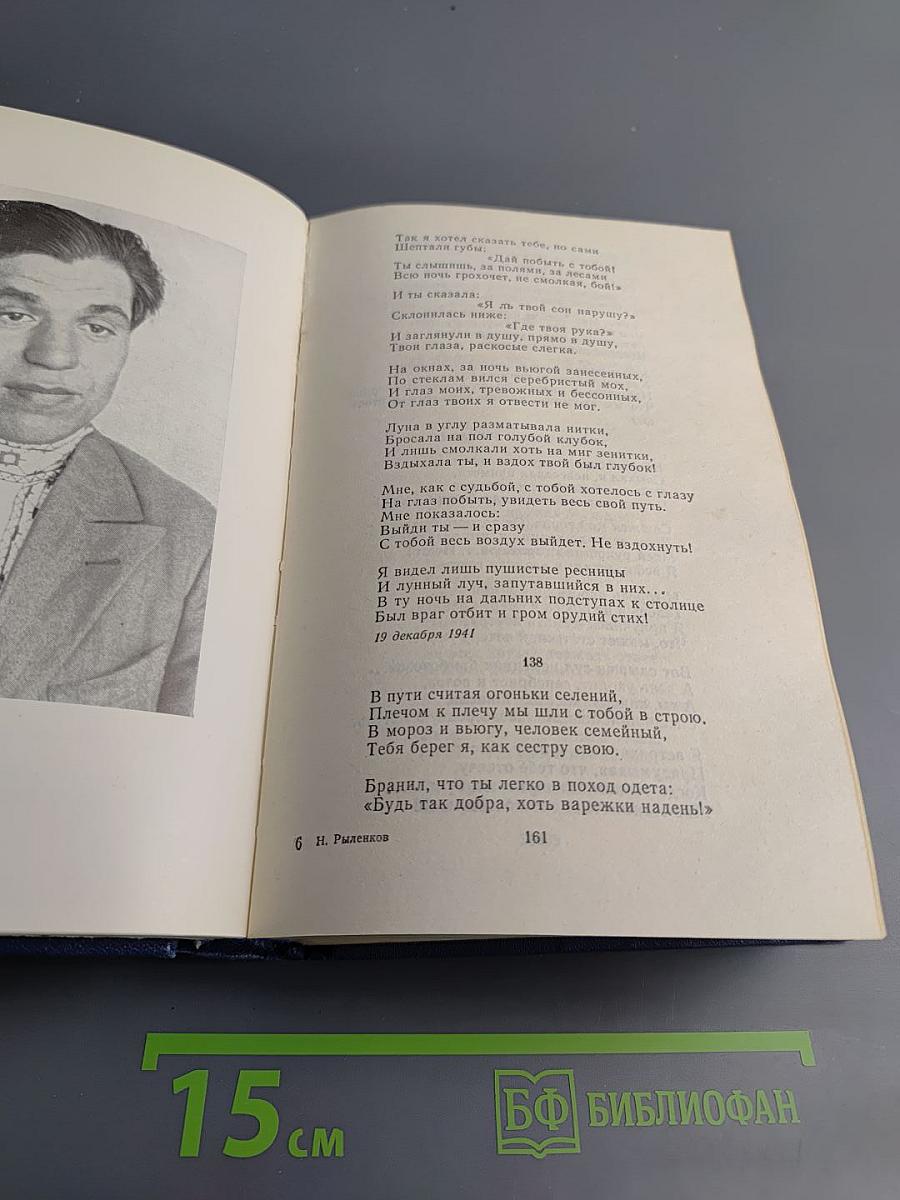 Так я хотел сказать тебе, но сами
Шептали губы:
«Дай побыть с тобой!
Ты слышишь, за полями, за лесами
Всю ночь грохочет, не смолкая, бой!»
И ты сказала:
«Я ль твой сон нарушу?»
Склонилась ниже:
«Где твоя рука?»
И заглянули в душу, прямо в душу,
Твои глаза, раскосые слегка.
На окнах, за ночь вьюгой занесенных,
По стеклам вился серебристый мох,
И глаз моих, тревожных и бессонных,
От глаз твоих я отвести не мог.
Луна в углу разматывала нитки,
Бросала на пол голубой клубок,
И лишь смолкали хоть на миг зенитки,
Вздыхала ты, и вздох твой был глубок!
Мне, как с судьбой, с тобой хотелось с глазу
На глаз побыть, увидеть весь свой путь.
Мне показалось:
Выйди ты — и сразу
С тобой весь воздух выйдет. Не вздохнуть!
Я видел лишь пушистые ресницы
И лунный луч, запутавшийся в них...
В ту ночь на дальних подступах к столице
Был враг отбит и гром орудий стих!
19 декабря 1941
138
В пути считая огоньки селений,
Плечом к плечу мы шли с тобой в строю.
В мороз и вьюгу, человек семейный,
Тебя берег я, как сестру свою.
Бранил, что ты легко в поход одета:
«Будь так добра, хоть варежки надень!»
6 Н. Рыленков
161
15 см
БФ БИБЛИОФАН